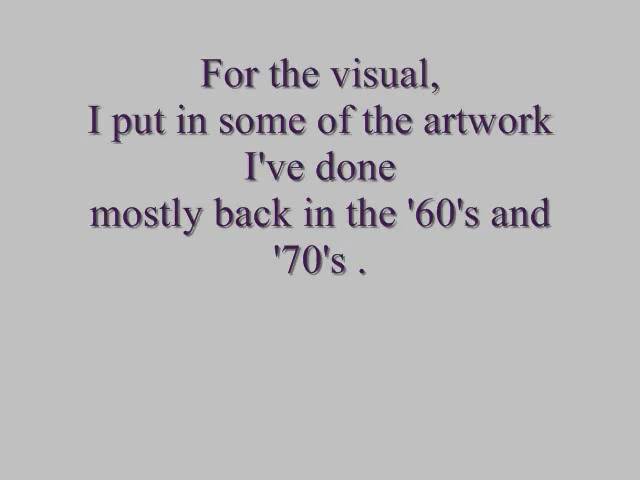 For the visual,
I put in some of the artwork
I've done
mostly back in the '60's and
'70's .